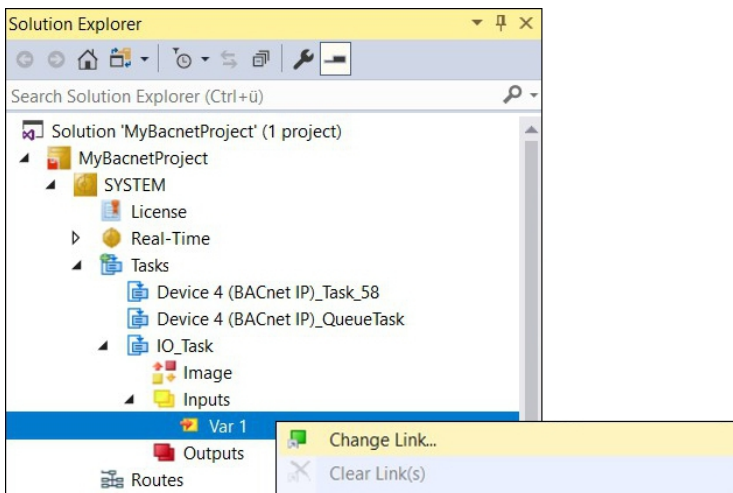 Solution Explorer
Search Solution Explorer (Ctrl+ü)
Solution 'MyBacnetProject' (1 project)
MyBacnetProject
SYSTEM
License
Real-Time
Tasks
Device 4 (BACnet IP)_Task_58
Device 4 (BACnet IP)_QueueTask
IO_Task
Image
Inputs
Var 1
Change Link...
Outputs
Clear Link(s)
Routes